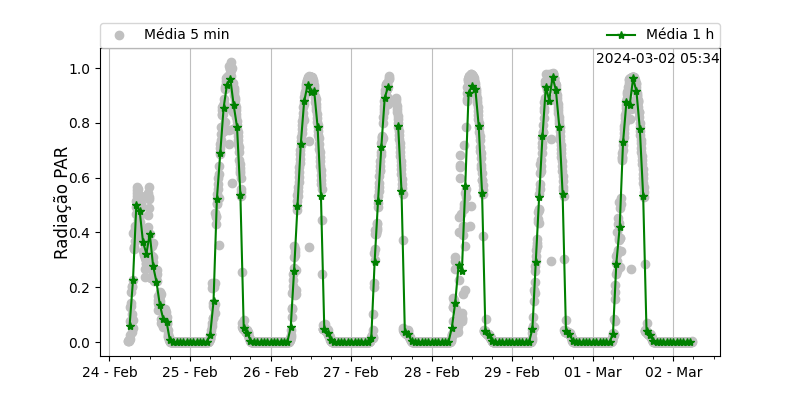 Média 5 min
Média 1 h
2024-03-02 05:34
Radiação PAR
1.0
0.8
0.6
0.4
0.2
0.0
24 - Feb
25 - Feb
26 - Feb
27 - Feb
28 - Feb
29 - Feb
01 - Mar
02 - Mar